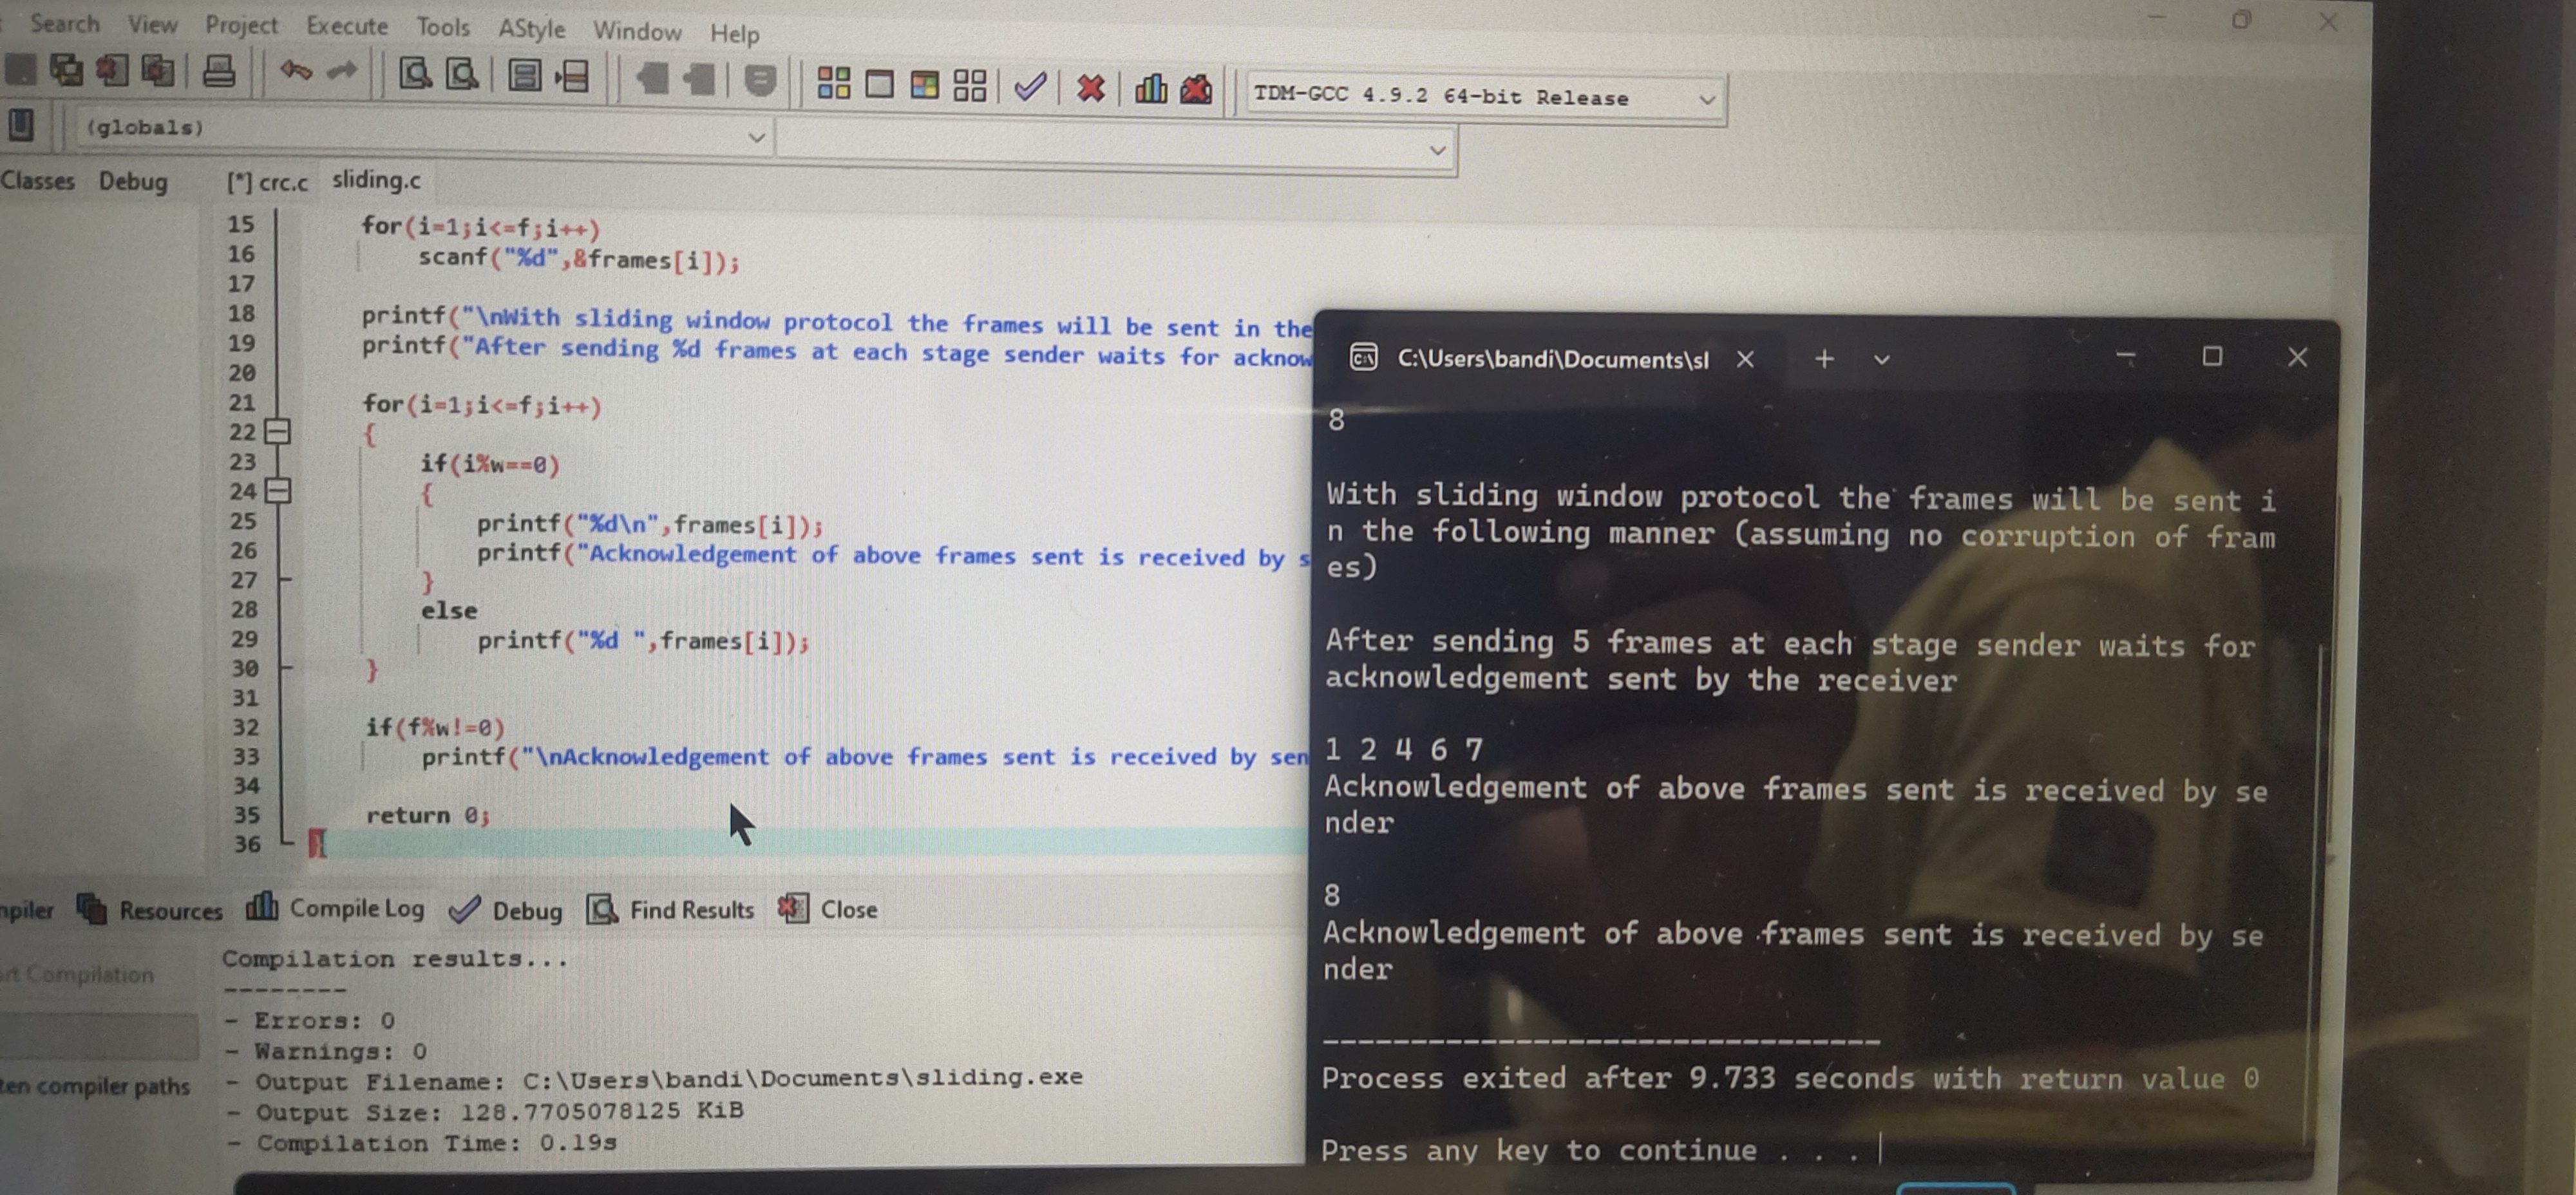 Search View Project Execute Tools AStyle Window Help
TDM-GCC 4.9.2 64-bit Release
(globals)
Classes Debug [*] crc.c sliding.c
15 for(i=1;i<=f;i++)
16 scanf("%d",&frames[i]);
17
18 printf("\nWith sliding window protocol the frames will be sent in the
19 printf("After sending %d frames at each stage sender waits for acknow
20
21 for(i=1;i<=f;i++)
22 {
23 if(i%w==0)
24 {
25 printf("%d\n",frames[i]);
26 printf("Acknowledgement of above frames sent is received by s
27 }
28 else
29 printf("%d ",frames[i]);
30 }
31
32 if(f%w!=0)
33 printf("\nAcknowledgement of above frames sent is received by sen
34
35 return 0;
36 }
mpiler Resources Compile Log Debug Find Results Close
rt Compilation
en compiler paths
Compilation results...
--------
- Errors: 0
- Warnings: 0
- Output Filename: C:\Users\bandi\Documents\sliding.exe
- Output Size: 128.7705078125 KiB
- Compilation Time: 0.19s
C:\Users\bandi\Documents\sl
8
With sliding window protocol the frames will be sent i
n the following manner (assuming no corruption of fram
es)
After sending 5 frames at each stage sender waits for
acknowledgement sent by the receiver
1 2 4 6 7
Acknowledgement of above frames sent is received by se
nder
8
Acknowledgement of above frames sent is received by se
nder
--------------------------------
Process exited after 9.733 seconds with return value 0
Press any key to continue . . .